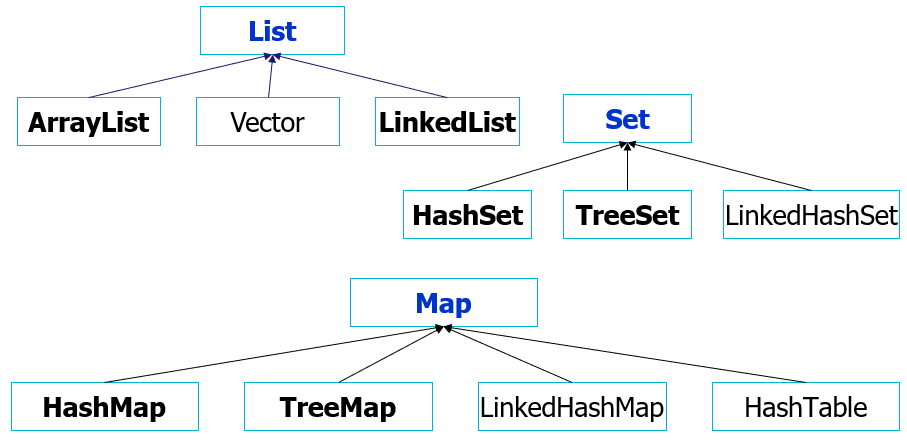 List
ArrayList
Vector
LinkedList
Set
HashSet
TreeSet
LinkedHashSet
Map
HashMap
TreeMap
LinkedHashMap
HashTable